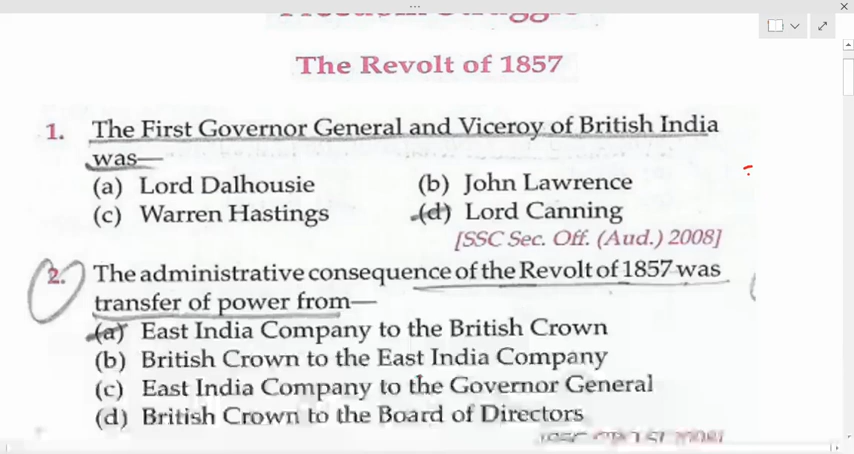 The Revolt of 1857
1. The First Governor General and Viceroy of British India
was—
(a) Lord Dalhousie (b) John Lawrence
(c) Warren Hastings (d) Lord Canning
[SSC Sec. Off. (Aud.) 2008]
2. The administrative consequence of the Revolt of 1857 was
transfer of power from—
(a) East India Company to the British Crown
(b) British Crown to the East India Company
(c) East India Company to the Governor General
(d) British Crown to the Board of Directors